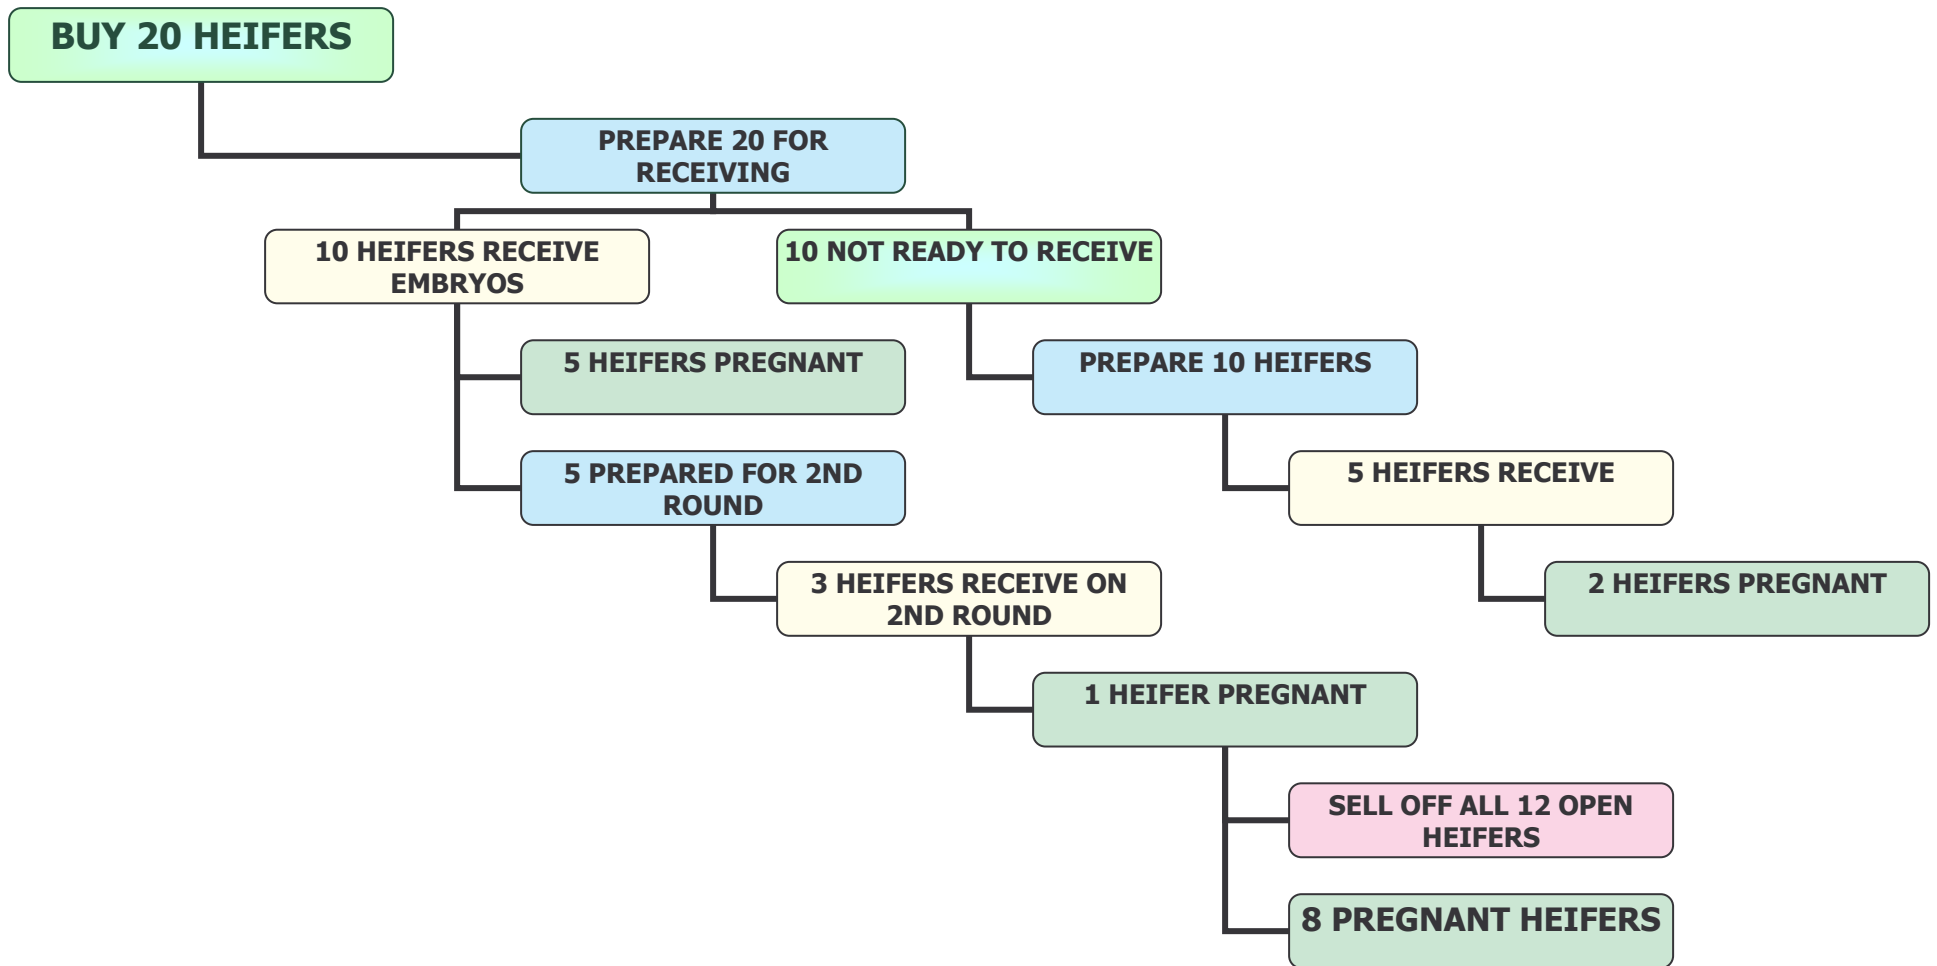 BUY 20 HEIFERS
PREPARE 20 FOR
RECEIVING
10 HEIFERS RECEIVE
EMBRYOS
10 NOT READY TO RECEIVE
5 HEIFERS PREGNANT
PREPARE 10 HEIFERS
5 PREPARED FOR 2ND
ROUND
5 HEIFERS RECEIVE
3 HEIFERS RECEIVE ON
2ND ROUND
2 HEIFERS PREGNANT
1 HEIFER PREGNANT
SELL OFF ALL 12 OPEN
HEIFERS
8 PREGNANT HEIFERS